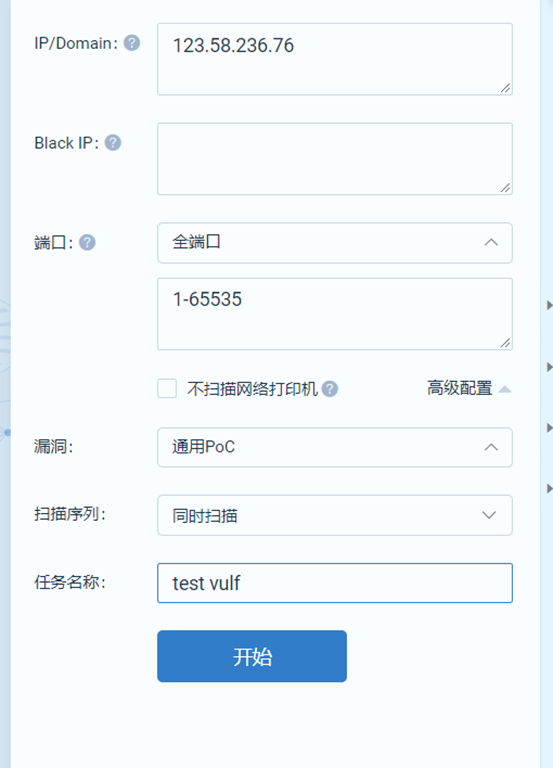 IP/Domain: ?
123.58.236.76
Black IP: ?
端口: ?
全端口
1-65535
不扫描网络打印机 ?
高级配置
漏洞:
通用PoC
扫描序列:
同时扫描
任务名称:
test vulf
开始